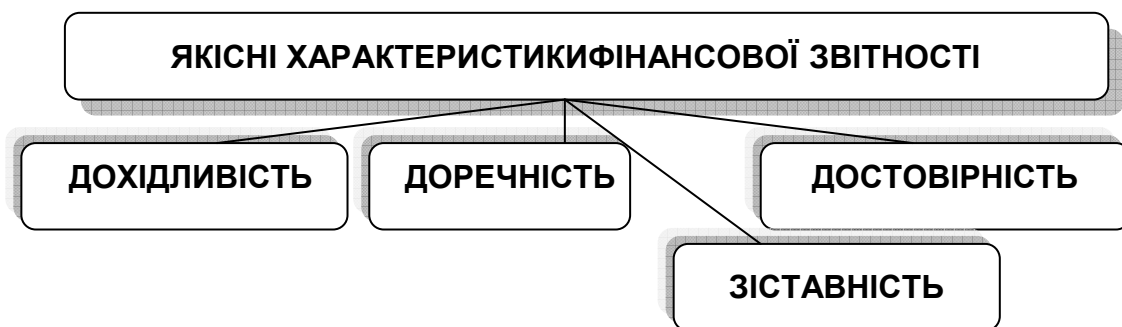 ЯКІСНІ ХАРАКТЕРИСТИКИФІНАНСОВОЇ ЗВІТНОСТІ
ДОХІДЛИВІСТЬ
ДОРЕЧНІСТЬ
ДОСТОВІРНІСТЬ
ЗІСТАВНІСТЬ